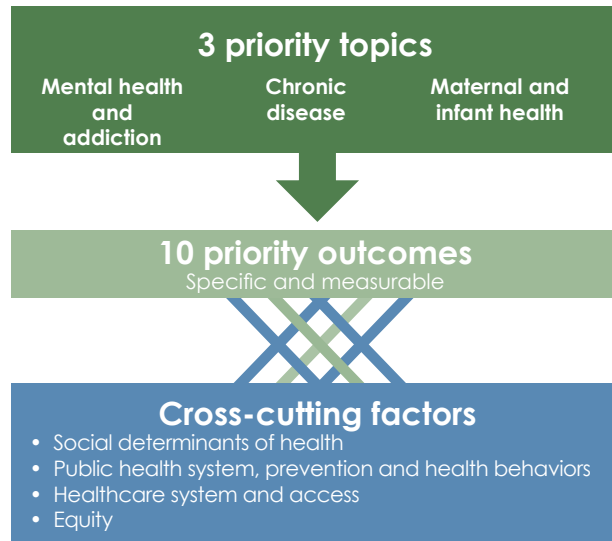 3 priority topics
Mental health
and
addiction
Chronic
disease
Maternal and
infant health
10 priority outcomes
Specific and measurable
Cross-cutting factors
• Social determinants of health
• Public health system, prevention and health behaviors
• Healthcare system and access
• Equity